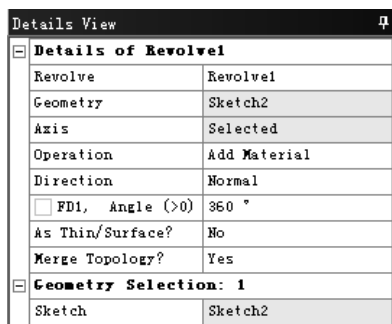 Details View
Details of Revolve1
Revolve Revolve1
Geometry Sketch2
Axis Selected
Operation Add Material
Direction Normal
FD1, Angle (>0) 360 °
As Thin/Surface? No
Merge Topology? Yes
Geometry Selection: 1
Sketch Sketch2